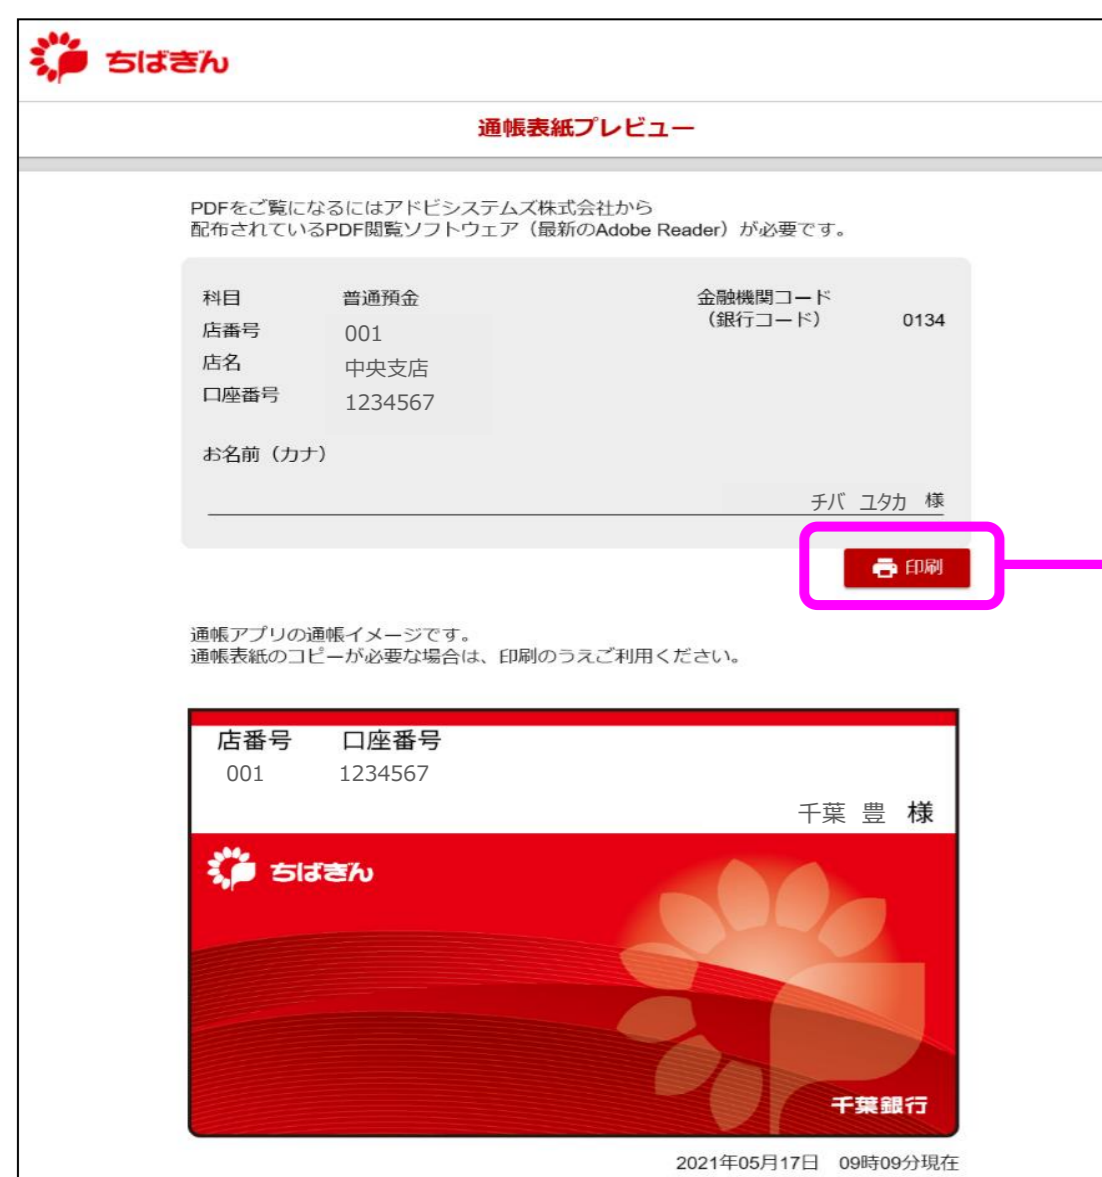 ちばぎん
通帳表紙プレビュー
PDFをご覧になるにはアドビシステムズ株式会社から
配布されているPDF閲覧ソフトウェア（最新のAdobe Reader）が必要です。
科目 普通預金 金融機関コード
（銀行コード） 0134
店番号 001
店名 中央支店
口座番号 1234567
お名前（カナ）
チバ ユタカ 様
印刷
通帳アプリの通帳イメージです。
通帳表紙のコピーが必要な場合は、印刷のうえご利用ください。
店番号 口座番号
001 1234567
千葉 豊 様
ちばぎん
千葉銀行
2021年05月17日 09時09分現在